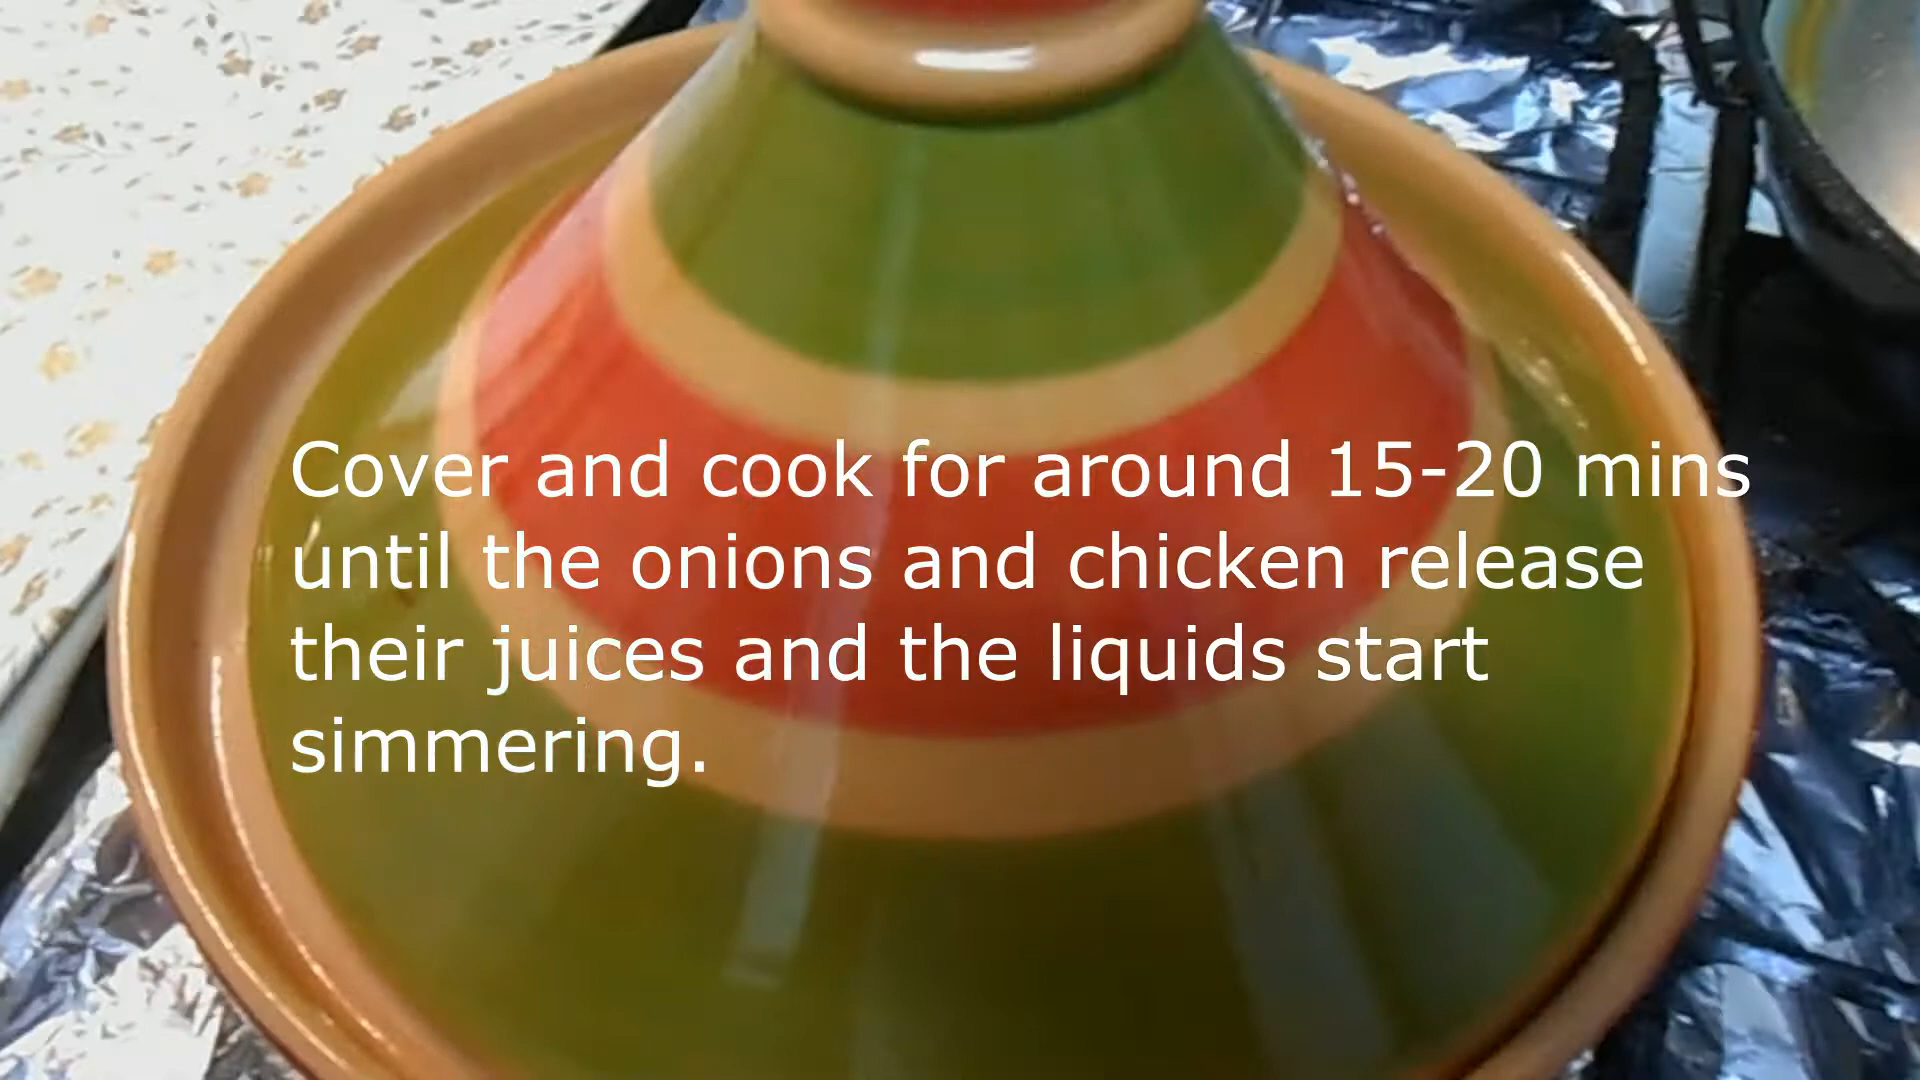 Cover and cook for around 15-20 mins
until the onions and chicken release
their juices and the liquids start
simmering.